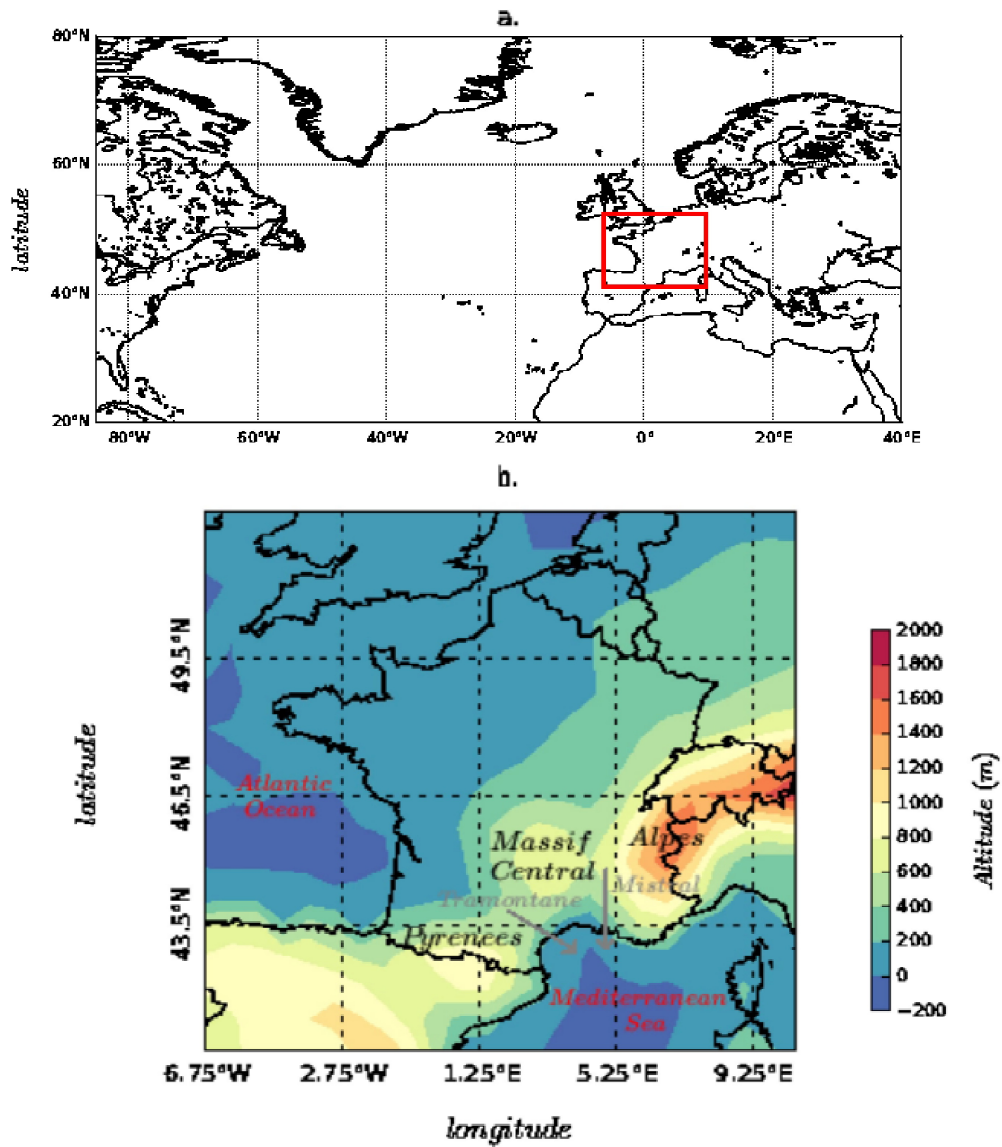 a.
80°N
60°N
40°N
20°N
latitude
80°W 60°W 40°W 20°W 0° 20°E 40°E
b.
49.5°N
46.5°N
43.5°N
latitude
Atlantic
Ocean
Massif
Central
Alpes
Mistral
Tramontane
Pyrenees
Mediterranean
Sea
6.75°W 2.75°W 1.25°E 5.25°E 9.25°E
longitude
2000
1800
1600
1400
1200
1000
800
600
400
200
0
−200
Altitude (m)